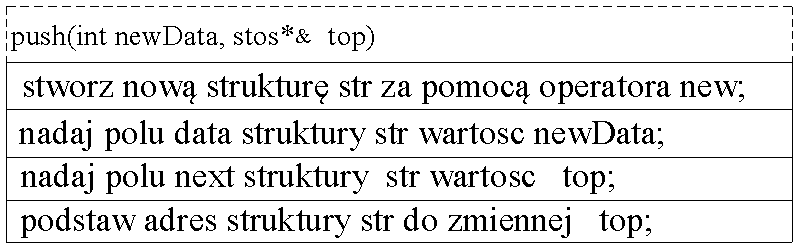 push(int newData, stos*& top)
stworz nową strukturę str za pomocą operatora new;
nadaj polu data struktury str wartosc newData;
nadaj polu next struktury str wartosc top;
podstaw adres struktury str do zmiennej top;